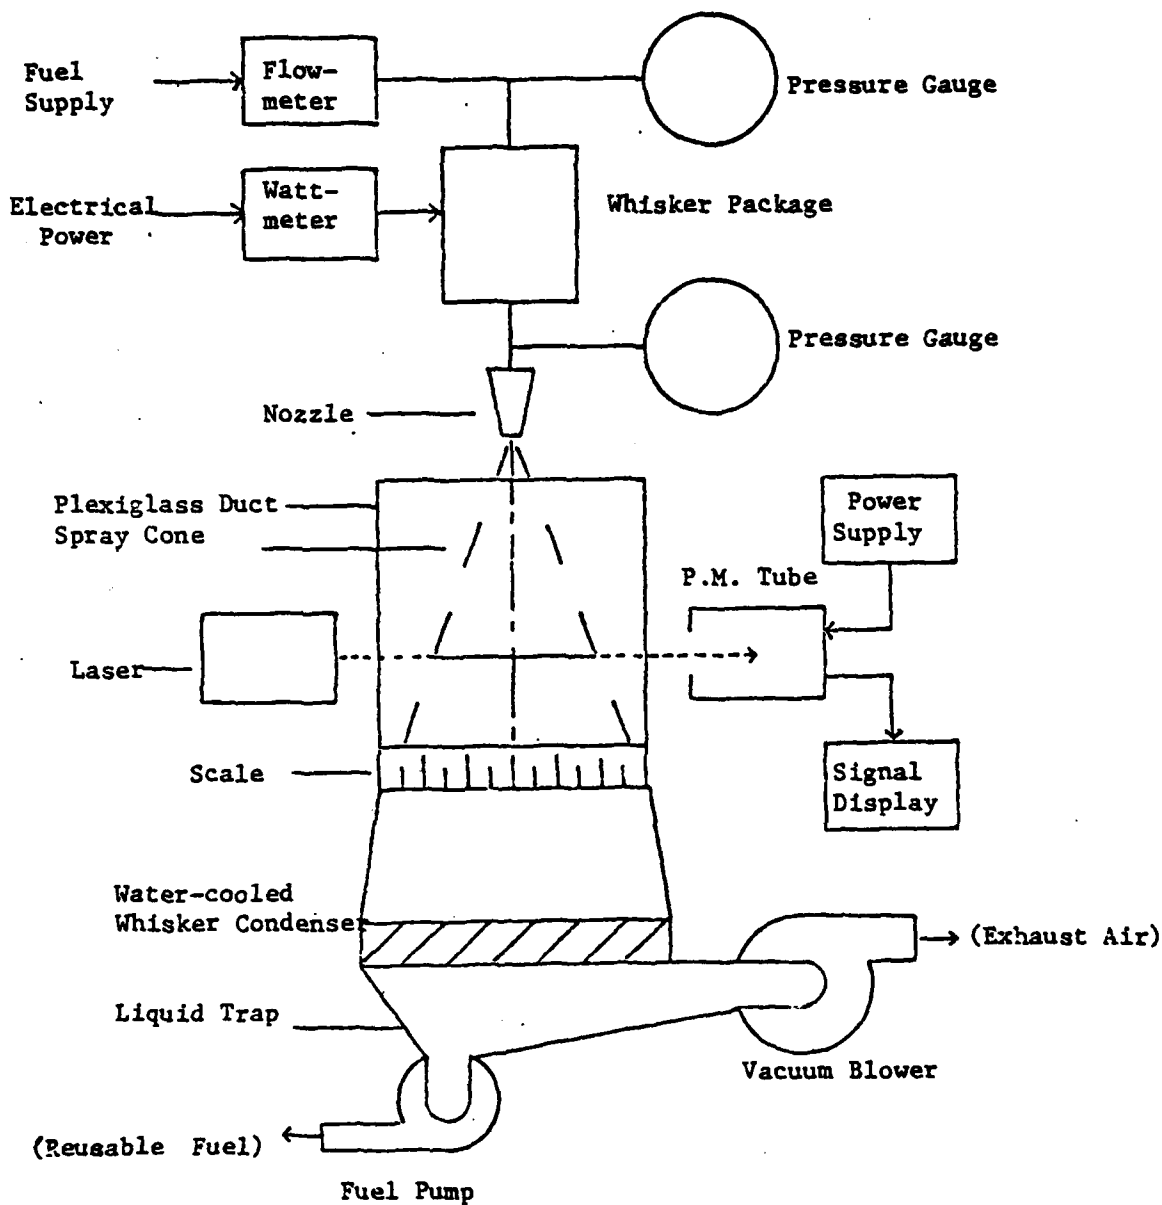 Fuel
Supply
Flow-
meter
Pressure Gauge
Electrical
Power
Watt-
meter
Whisker Package
Pressure Gauge
Nozzle
Plexiglass Duct
Spray Cone
Power
Supply
P.M. Tube
Laser
Scale
Signal
Display
Water-cooled
Whisker Condenser
(Exhaust Air)
Liquid Trap
Vacuum Blower
(Reusable Fuel)
Fuel Pump